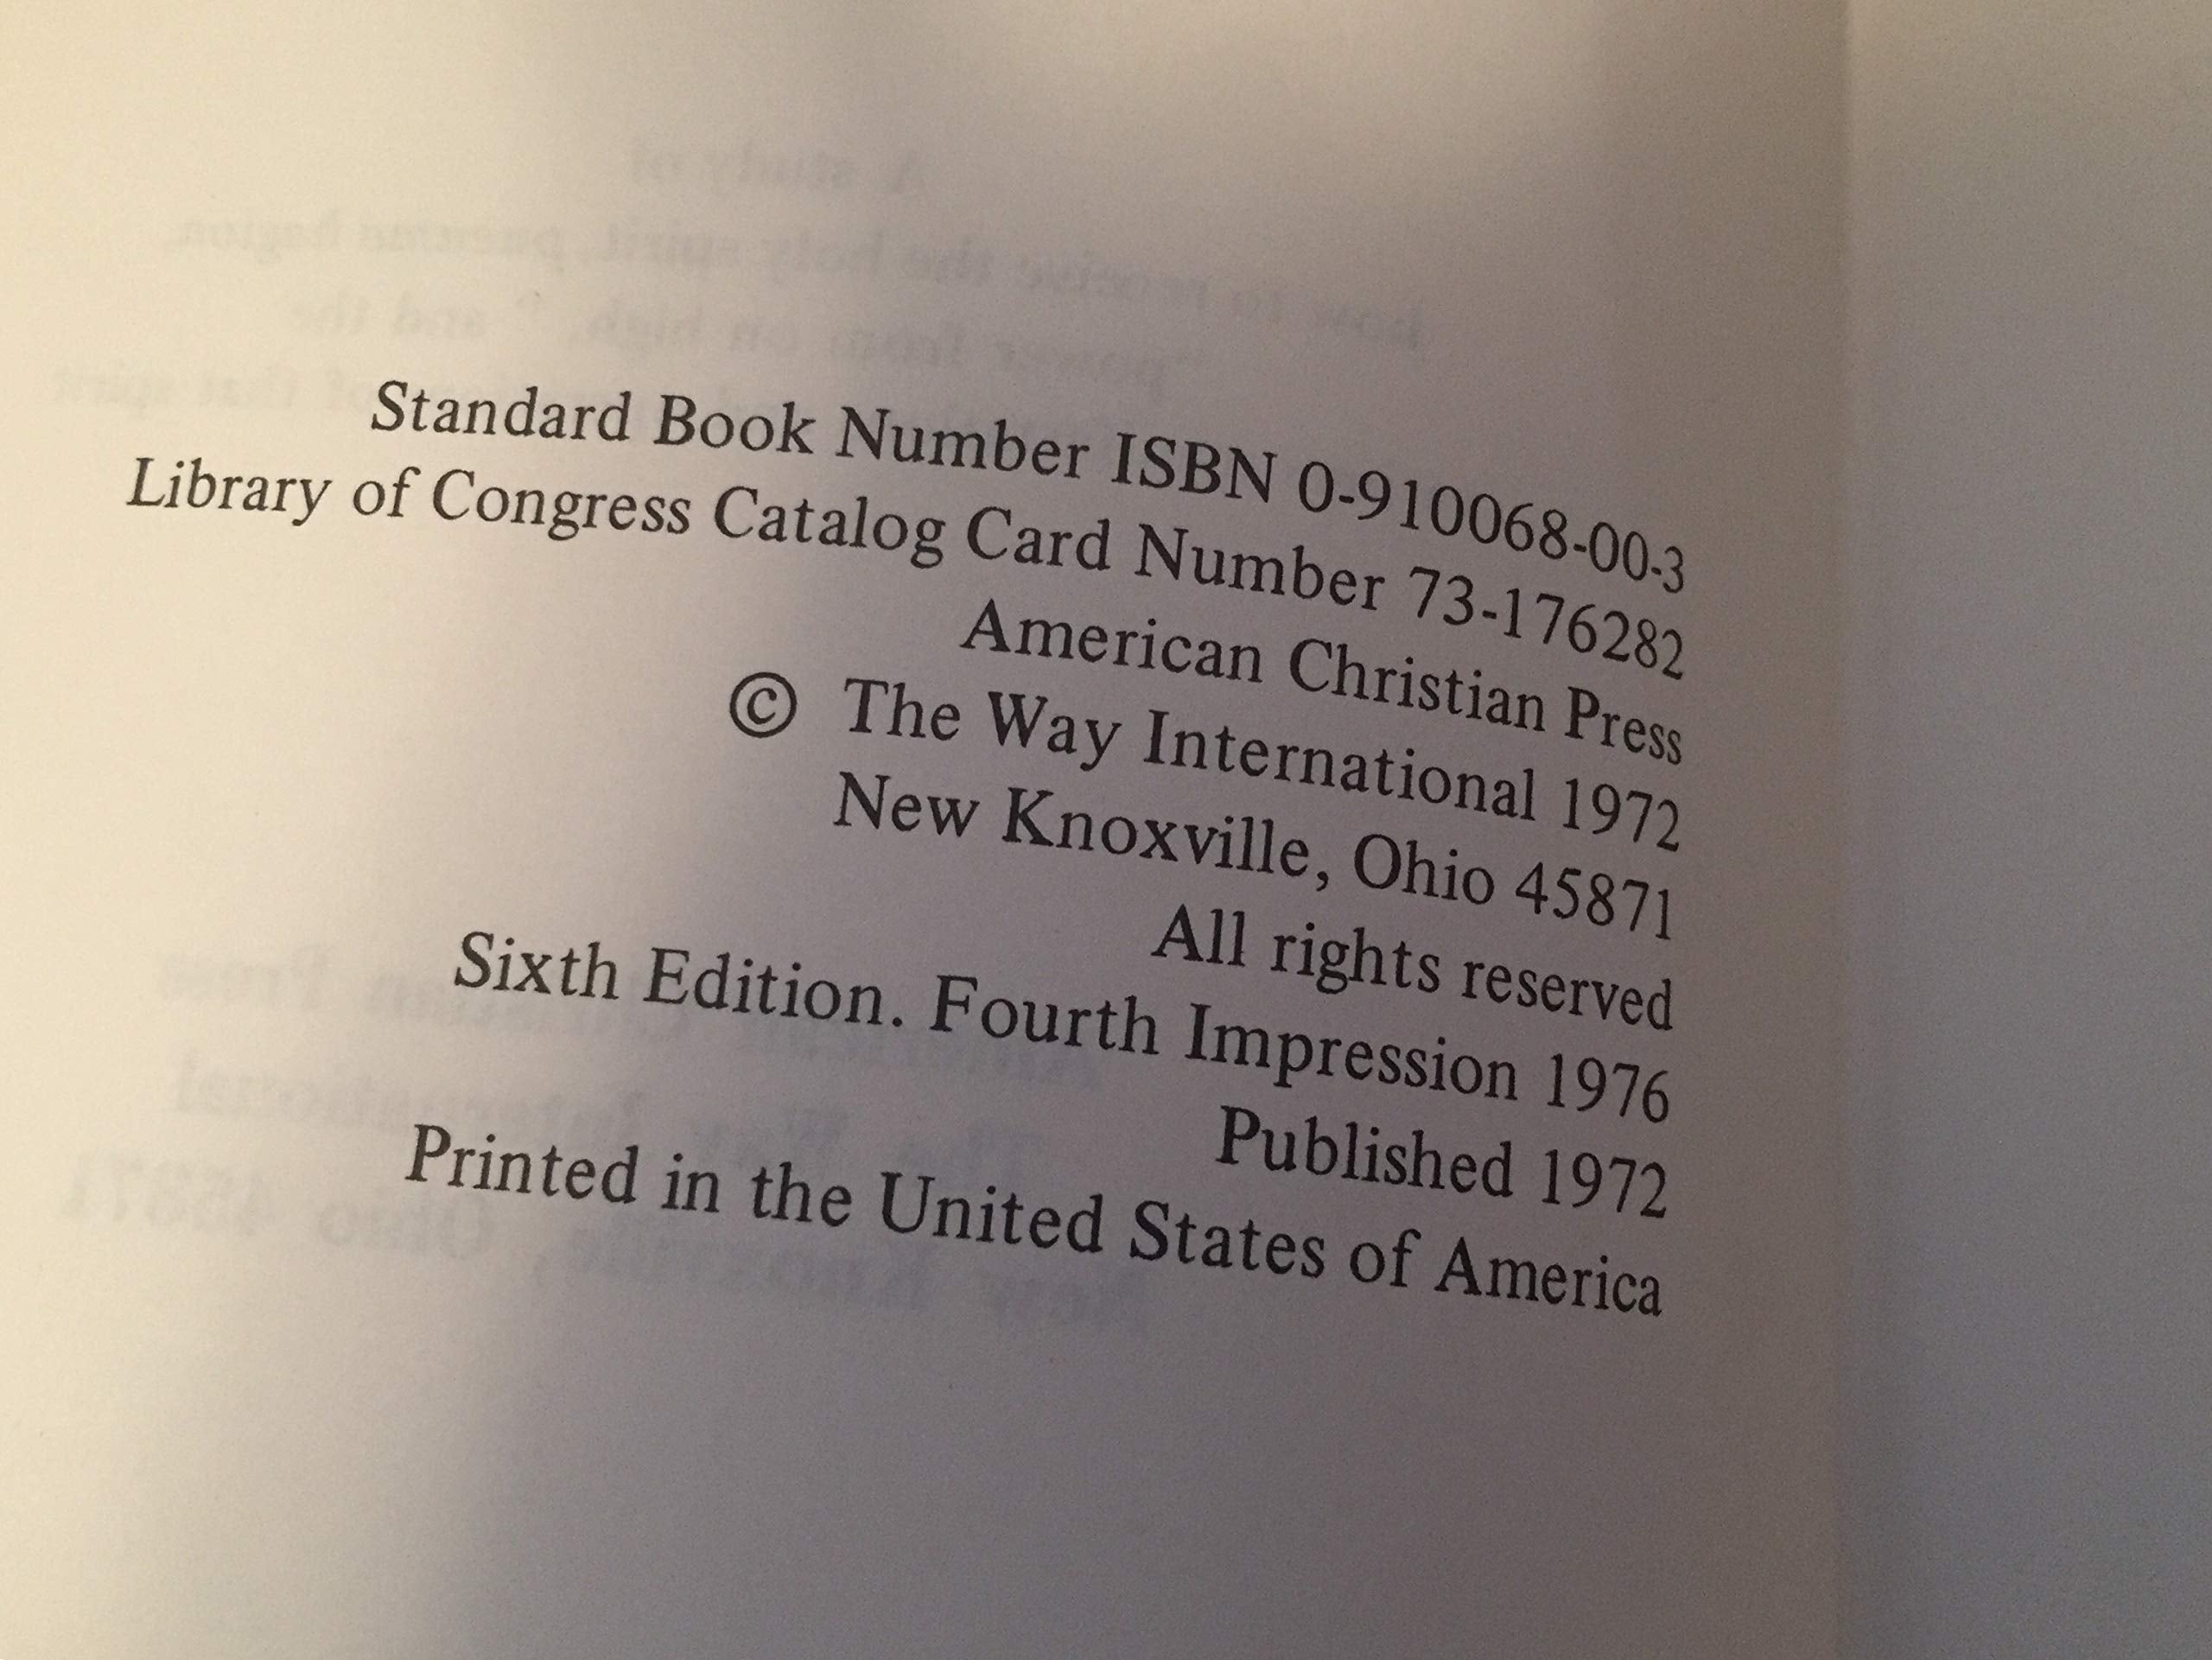 Standard Book Number ISBN 0-910068-00-3
Library of Congress Catalog Card Number 73-176282
American Christian Press
© The Way International 1972
New Knoxville, Ohio 45871
All rights reserved
Sixth Edition. Fourth Impression 1976
Published 1972
Printed in the United States of America